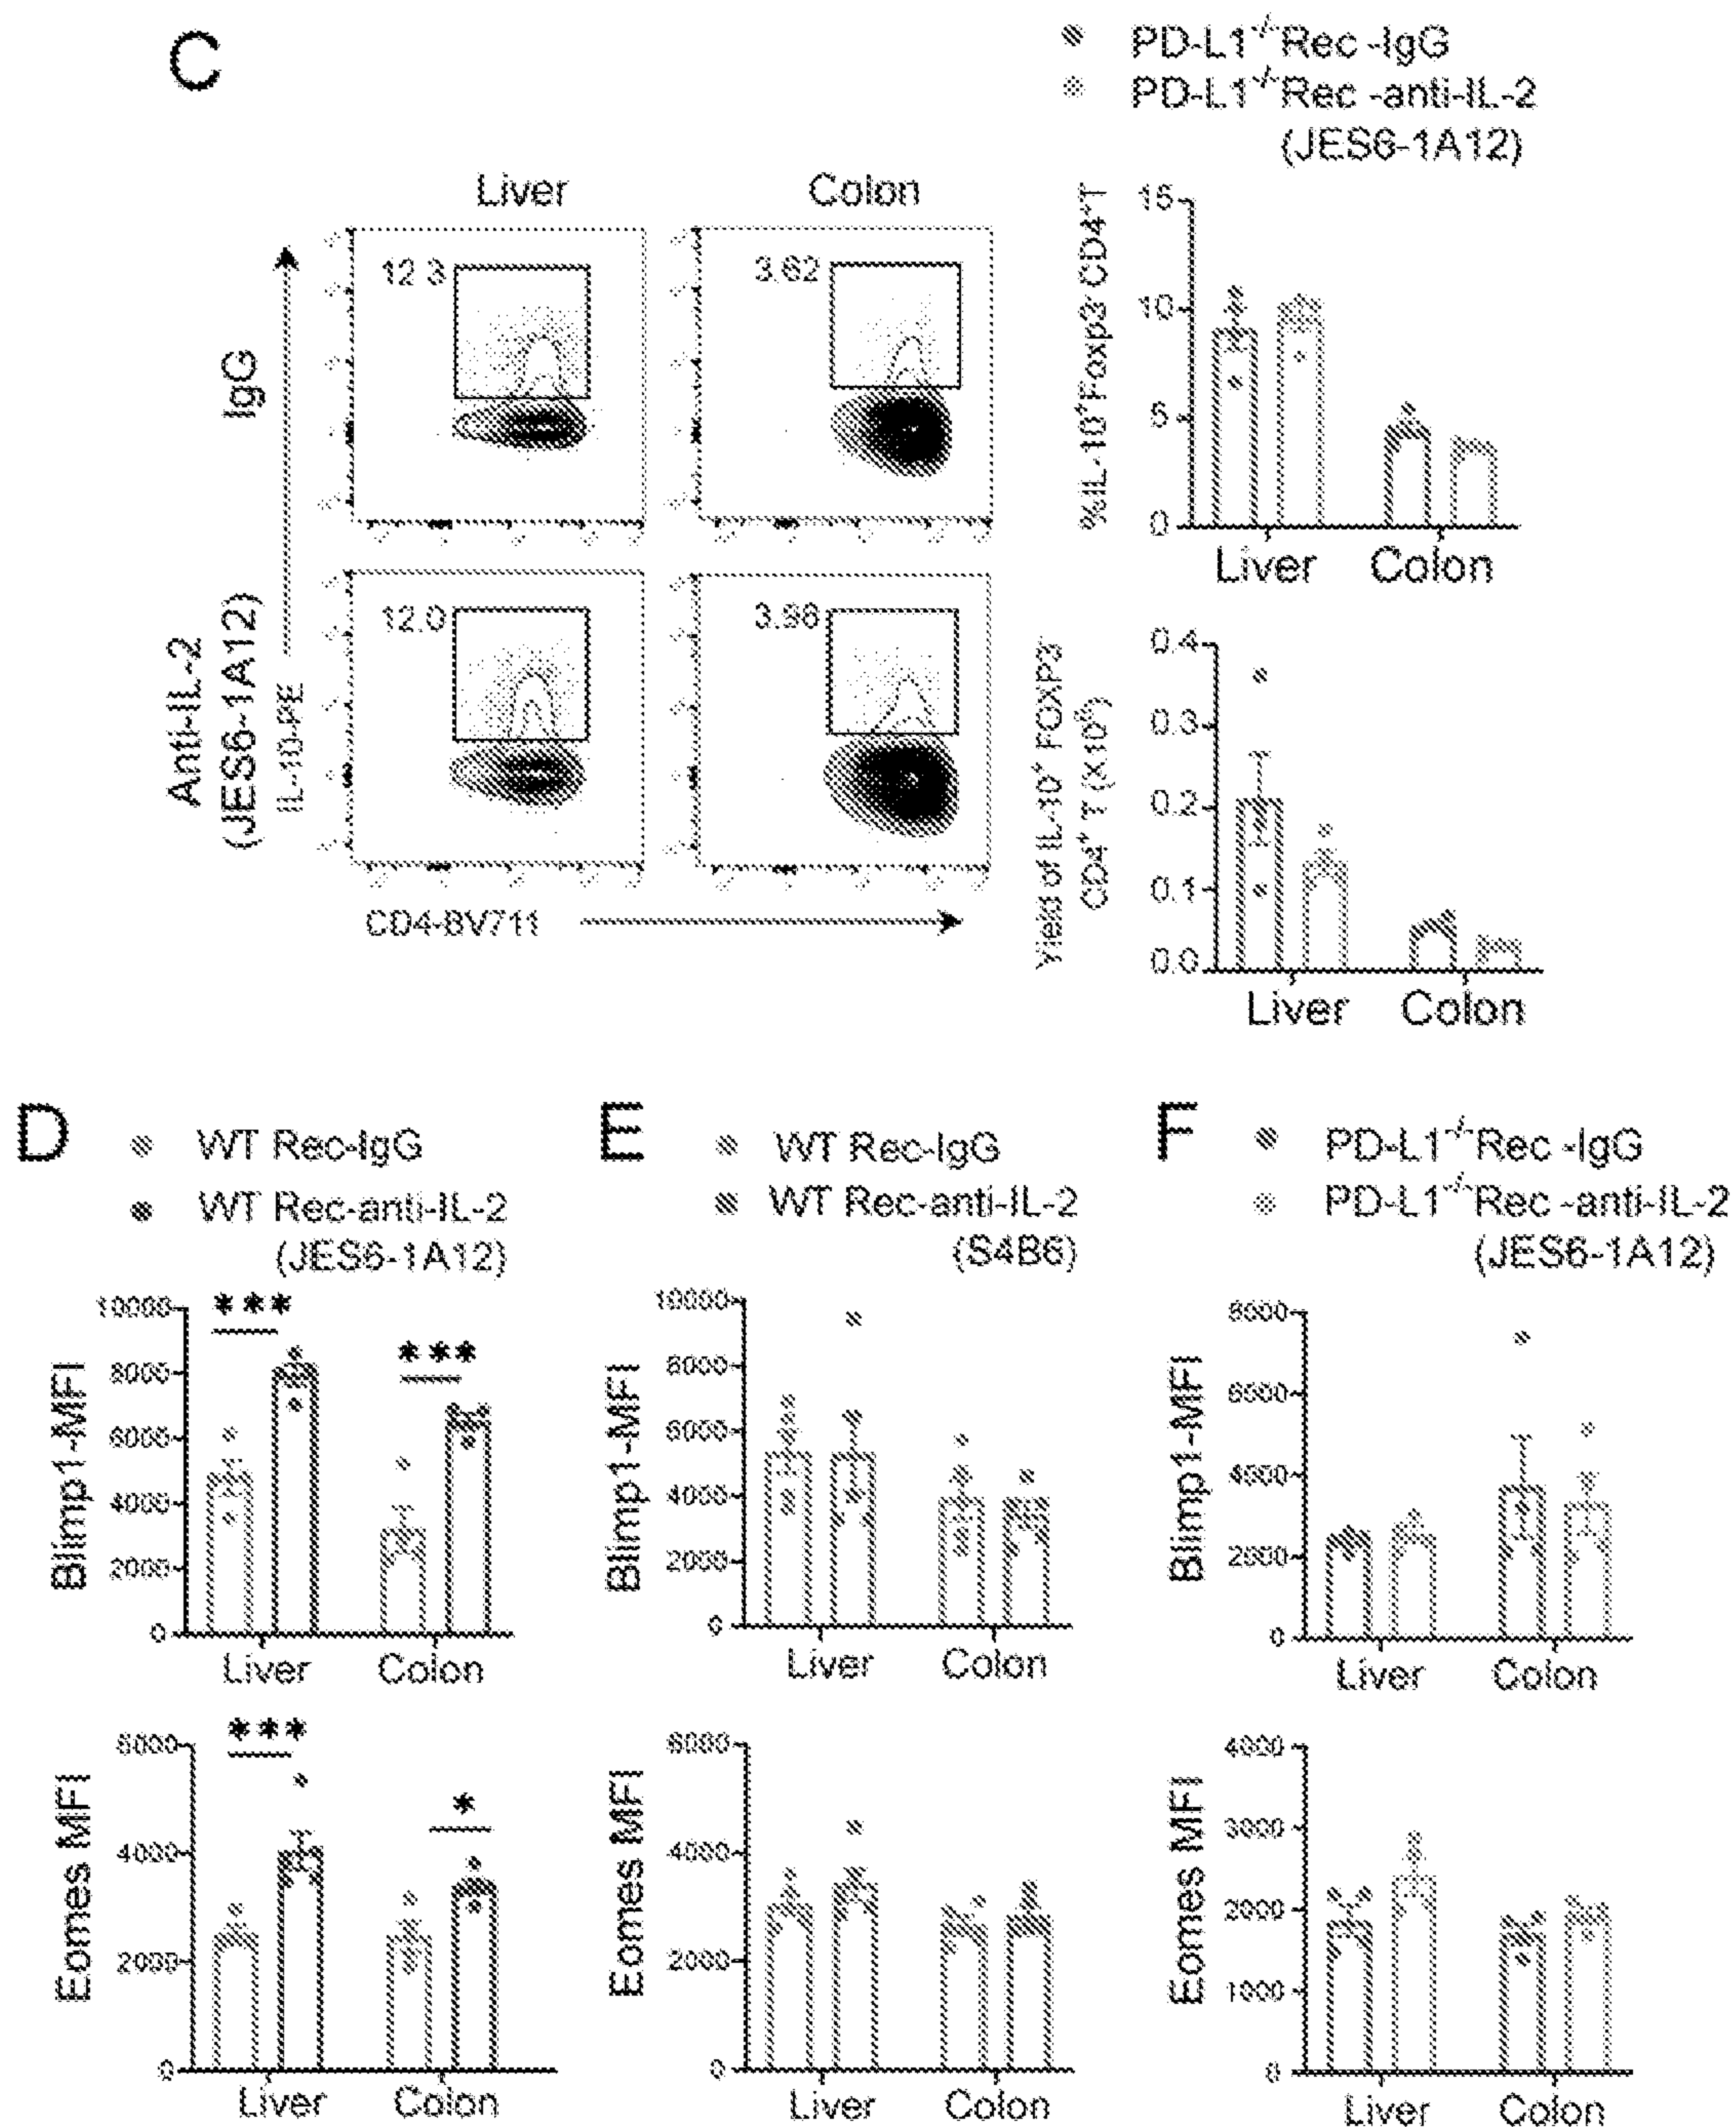 C
PD-L1-/-Rec -IgG
PD-L1-/-Rec -anti-IL-2
(JES6-1A12)
Liver Colon
IgG
12.3
3.62
Anti-IL-2
(JES6-1A12)
IL-10-PE
12.0
3.98
CD4-BV711
%IL-10+Foxp3-CD4+T
15
10
5
0
Liver Colon
Yield of IL-10+ FOXP3-
CD4+ T (X106)
0.4
0.3
0.2
0.1
0.0
Liver Colon
D
WT Rec-IgG
WT Rec-anti-IL-2
(JES6-1A12)
Blimp1-MFI
10000
8000
6000
4000
2000
0
***
***
Liver Colon
Eomes MFI
6000
4000
2000
0
***
*
Liver Colon
E
WT Rec-IgG
WT Rec-anti-IL-2
(S4B6)
Blimp1-MFI
10000
8000
6000
4000
2000
0
Liver Colon
Eomes MFI
6000
4000
2000
0
Liver Colon
F
PD-L1-/-Rec -IgG
PD-L1-/-Rec -anti-IL-2
(JES6-1A12)
Blimp1-MFI
8000
6000
4000
2000
0
Liver Colon
Eomes MFI
4000
3000
2000
1000
0
Liver Colon